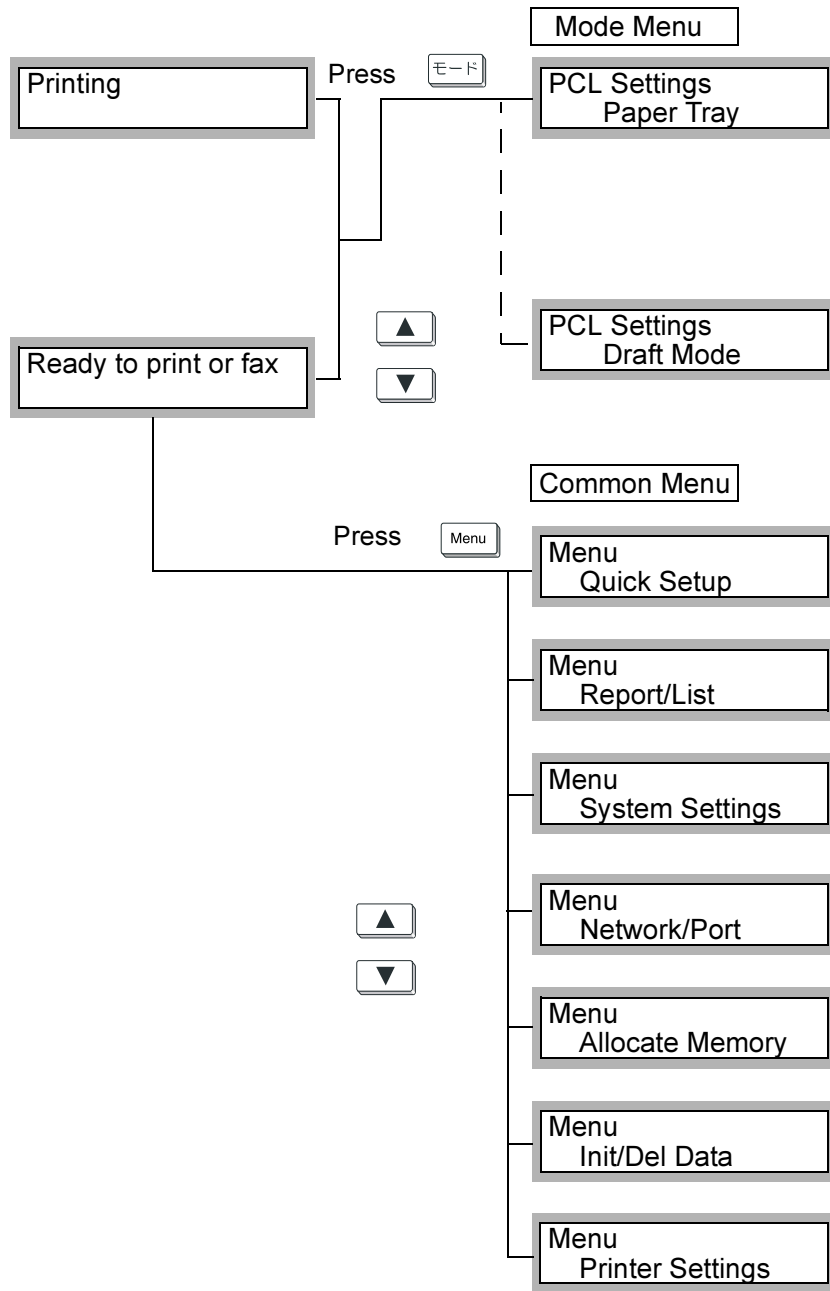 Mode Menu
Printing
Press モード
PCL Settings
Paper Tray
▲
▼
PCL Settings
Draft Mode
Ready to print or fax
Common Menu
Press Menu
Menu
Quick Setup
Menu
Report/List
Menu
System Settings
Menu
Network/Port
▲
▼
Menu
Allocate Memory
Menu
Init/Del Data
Menu
Printer Settings